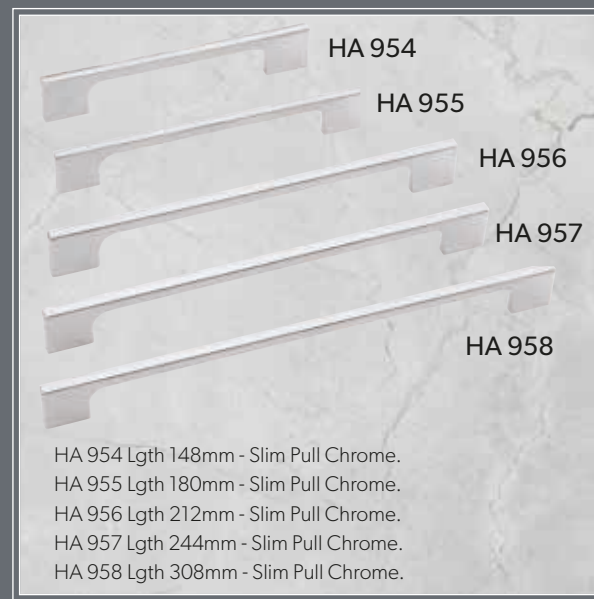 HA 954
HA 955
HA 956
HA 957
HA 958
HA 954 Lgth 148mm - Slim Pull Chrome.
HA 955 Lgth 180mm - Slim Pull Chrome.
HA 956 Lgth 212mm - Slim Pull Chrome.
HA 957 Lgth 244mm - Slim Pull Chrome.
HA 958 Lgth 308mm - Slim Pull Chrome.